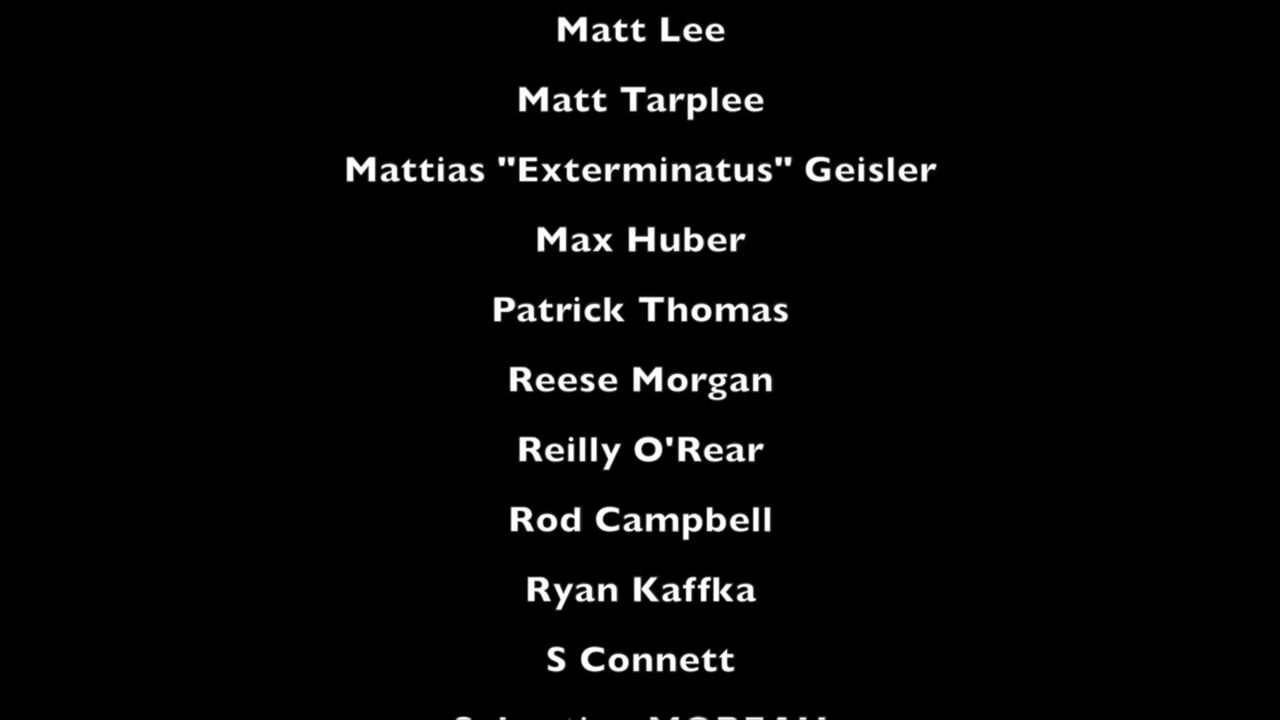 Matt Lee
Matt Tarplee
Mattias "Exterminatus" Geisler
Max Huber
Patrick Thomas
Reese Morgan
Reilly O'Rear
Rod Campbell
Ryan Kaffka
S Connett